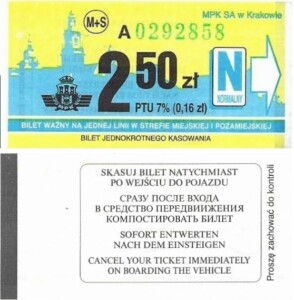 M+S
MPK SA w Krakowie
A 0292858
2 50 zł
N
NORMALNY
PTU 7% (0,16 zł)
BILET WAŻNY NA JEDNEJ LINII W STREFIE MIEJSKIEJ I POZAMIEJSKIEJ
BILET JEDNOKROTNEGO KASOWANIA
SKASUJ BILET NATYCHMIAST
PO WEJŚCIU DO POJAZDU
СРАЗУ ПОСЛЕ ВХОДА
В СРЕДСТВО ПЕРЕДВИЖЕНИЯ
КОМПОСТИРОВАТЬ БИЛЕТ
SOFORT ENTWERTEN
NACH DEM EINSTEIGEN
CANCEL YOUR TICKET IMMEDIATELY
ON BOARDING THE VEHICLE
Proszę zachować do kontroli